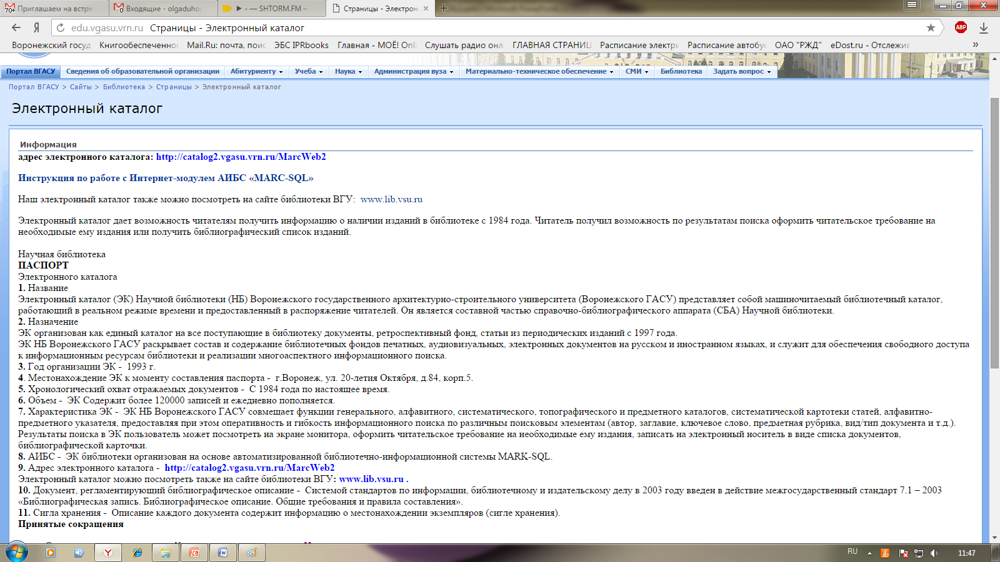 Приглашаем на встре
Входящие - olgaduhov
▶ - — SHTORM.FM –
Страницы - Электрон
edu.vgasu.vrn.ru Страницы - Электронный каталог
ABP
Воронежский госуд Книгообеспеченнос Mail.Ru: почта, поис ЭБС IPRbooks Главная - МОЁ! Onli Слушать радио онл ГЛАВНАЯ СТРАНИЦ Расписание электри Расписание автобус ОАО "РЖД" eDost.ru - Отслежив »
Портал ВГАСУ Сведения об образовательной организации Абитуриенту Учеба Наука Администрация вуза Материально-техническое обеспечение СМИ Библиотека Задать вопрос
Портал ВГАСУ > Сайты > Библиотека > Страницы > Электронный каталог
Электронный каталог
Информация
адрес электронного каталога: http://catalog2.vgasu.vrn.ru/MarcWeb2
Инструкция по работе с Интернет-модулем АИБС «MARC-SQL»
Наш электронный каталог также можно посмотреть на сайте библиотеки ВГУ: www.lib.vsu.ru
Электронный каталог дает возможность читателям получить информацию о наличии изданий в библиотеке с 1984 года. Читатель получил возможность по результатам поиска оформить читательское требование на
необходимые ему издания или получить библиографический список изданий.
Научная библиотека
ПАСПОРТ
Электронного каталога
1. Название
Электронный каталог (ЭК) Научной библиотеки (НБ) Воронежского государственного архитектурно-строительного университета (Воронежского ГАСУ) представляет собой машиночитаемый библиотечный каталог,
работающий в реальном режиме времени и предоставленный в распоряжение читателей. Он является составной частью справочно-библиографического аппарата (СБА) Научной библиотеки.
2. Назначение
ЭК организован как единый каталог на все поступающие в библиотеку документы, ретроспективный фонд, статьи из периодических изданий с 1997 года.
ЭК НБ Воронежского ГАСУ раскрывает состав и содержание библиотечных фондов печатных, аудиовизуальных, электронных документов на русском и иностранном языках, и служит для обеспечения свободного доступа
к информационным ресурсам библиотеки и реализации многоаспектного информационного поиска.
3. Год организации ЭК - 1993 г.
4. Местонахождение ЭК к моменту составления паспорта - г.Воронеж, ул. 20-летия Октября, д.84, корп.5.
5. Хронологический охват отражаемых документов - С 1984 года по настоящее время.
6. Объем - ЭК Содержит более 120000 записей и ежедневно пополняется.
7. Характеристика ЭК - ЭК НБ Воронежского ГАСУ совмещает функции генерального, алфавитного, систематического, топографического и предметного каталогов, систематической картотеки статей, алфавитно-
предметного указателя, предоставляя при этом оперативность и гибкость информационного поиска по различным поисковым элементам (автор, заглавие, ключевое слово, предметная рубрика, вид/тип документа и т.д.).
Результаты поиска в ЭК пользователь может посмотреть на экране монитора, оформить читательское требование на необходимые ему издания, записать на электронный носитель в виде списка документов,
библиографической карточки.
8. АИБС - ЭК библиотеки организован на основе автоматизированной библиотечно-информационной системы MARK-SQL.
9. Адрес электронного каталога - http://catalog2.vgasu.vrn.ru/MarcWeb2
Электронный каталог можно посмотреть также на сайте библиотеки ВГУ: www.lib.vsu.ru .
10. Документ, регламентирующий библиографическое описание - Системой стандартов по информации, библиотечному и издательскому делу в 2003 году введен в действие межгосударственный стандарт 7.1 – 2003
«Библиографическая запись. Библиографическое описание. Общие требования и правила составления».
11. Сигла хранения - Описание каждого документа содержит информацию о местонахождении экземпляров (сигле хранения).
Принятые сокращения
RU 11:47